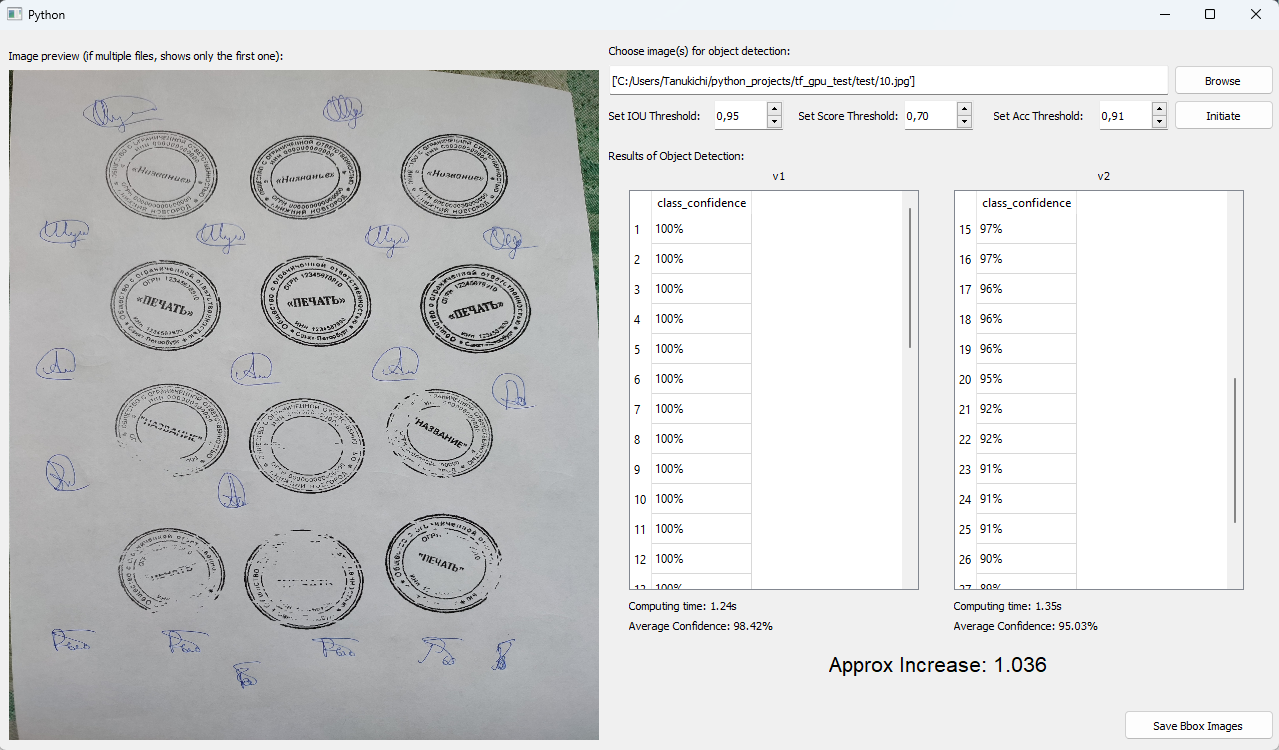 Python
Image preview (if multiple files, shows only the first one):
Choose image(s) for object detection:
['C:/Users/Tanukichi/python_projects/tf_gpu_test/test/10.jpg']
Browse
Set IOU Threshold:
0,95
Set Score Threshold:
0,70
Set Acc Threshold:
0,91
Initiate
Results of Object Detection:
v1
v2
class_confidence
1 100%
2 100%
3 100%
4 100%
5 100%
6 100%
7 100%
8 100%
9 100%
10 100%
11 100%
12 100%
class_confidence
15 97%
16 97%
17 96%
18 96%
19 96%
20 95%
21 92%
22 92%
23 91%
24 91%
25 91%
26 90%
Computing time: 1.24s
Average Confidence: 98.42%
Computing time: 1.35s
Average Confidence: 95.03%
Approx Increase: 1.036
Save Bbox Images
«Название»
«Название»
«Название»
«ПЕЧАТЬ»
«ПЕЧАТЬ»
«ПЕЧАТЬ»
"НАЗВАНИЕ"
"НАЗВАНИЕ"
"ПЕЧАТЬ"